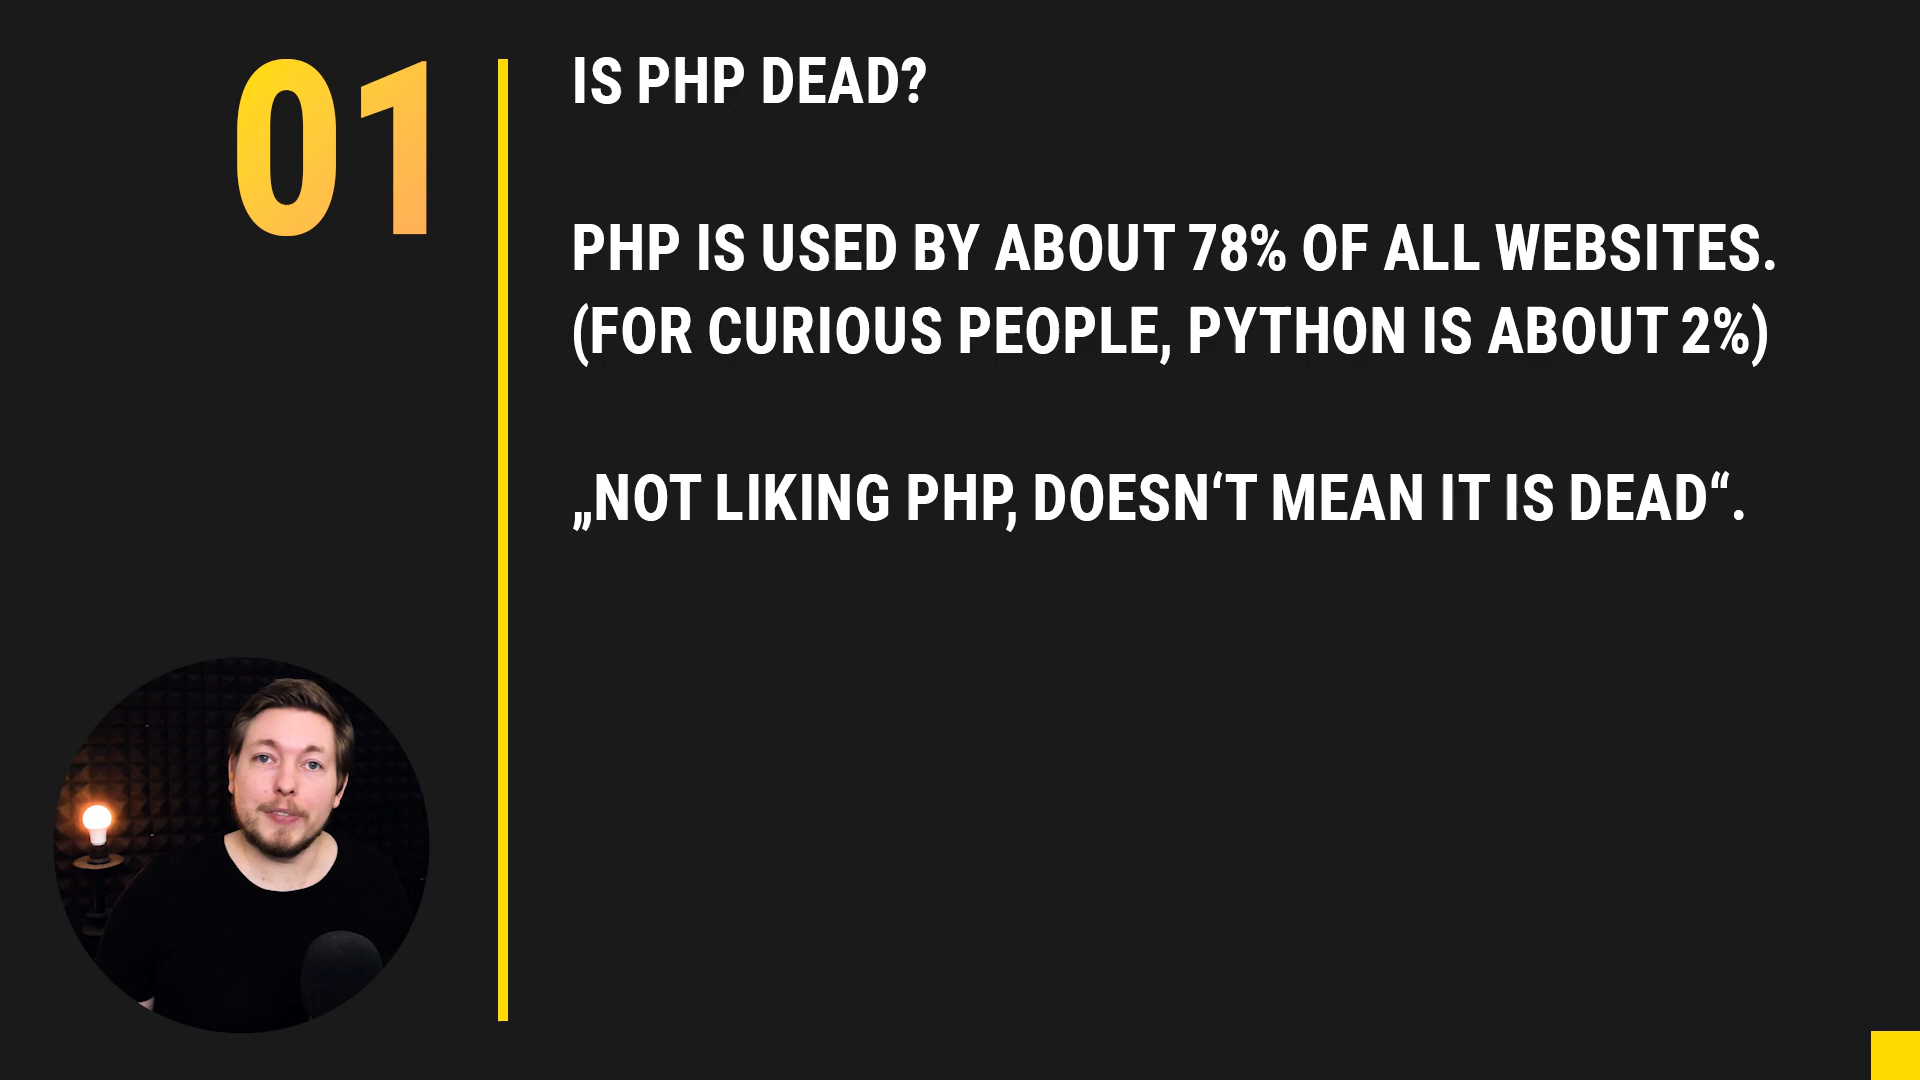 01
IS PHP DEAD?
PHP IS USED BY ABOUT 78% OF ALL WEBSITES.
(FOR CURIOUS PEOPLE, PYTHON IS ABOUT 2%)
„NOT LIKING PHP, DOESN‘T MEAN IT IS DEAD“.